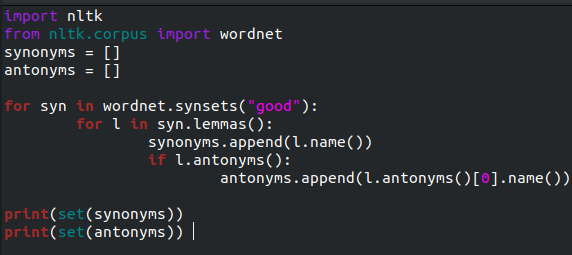 import nltk
from nltk.corpus import wordnet
synonyms = []
antonyms = []
for syn in wordnet.synsets("good"):
for l in syn.lemmas():
synonyms.append(l.name())
if l.antonyms():
antonyms.append(l.antonyms()[0].name())
print(set(synonyms))
print(set(antonyms))